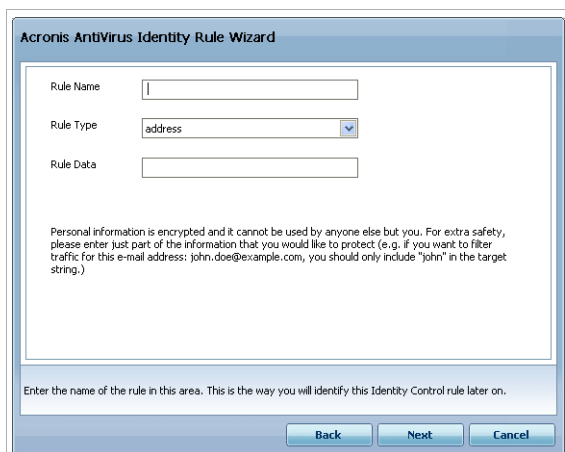 Acronis AntiVirus Identity Rule Wizard
Rule Name
Rule Type
address
Rule Data
Personal information is encrypted and it cannot be used by anyone else but you. For extra safety,
please enter just part of the information that you would like to protect (e.g. if you want to filter
traffic for this e-mail address: john.doe@example.com, you should only include "john" in the target
string.)
Enter the name of the rule in this area. This is the way you will identify this Identity Control rule later on.
Back
Next
Cancel